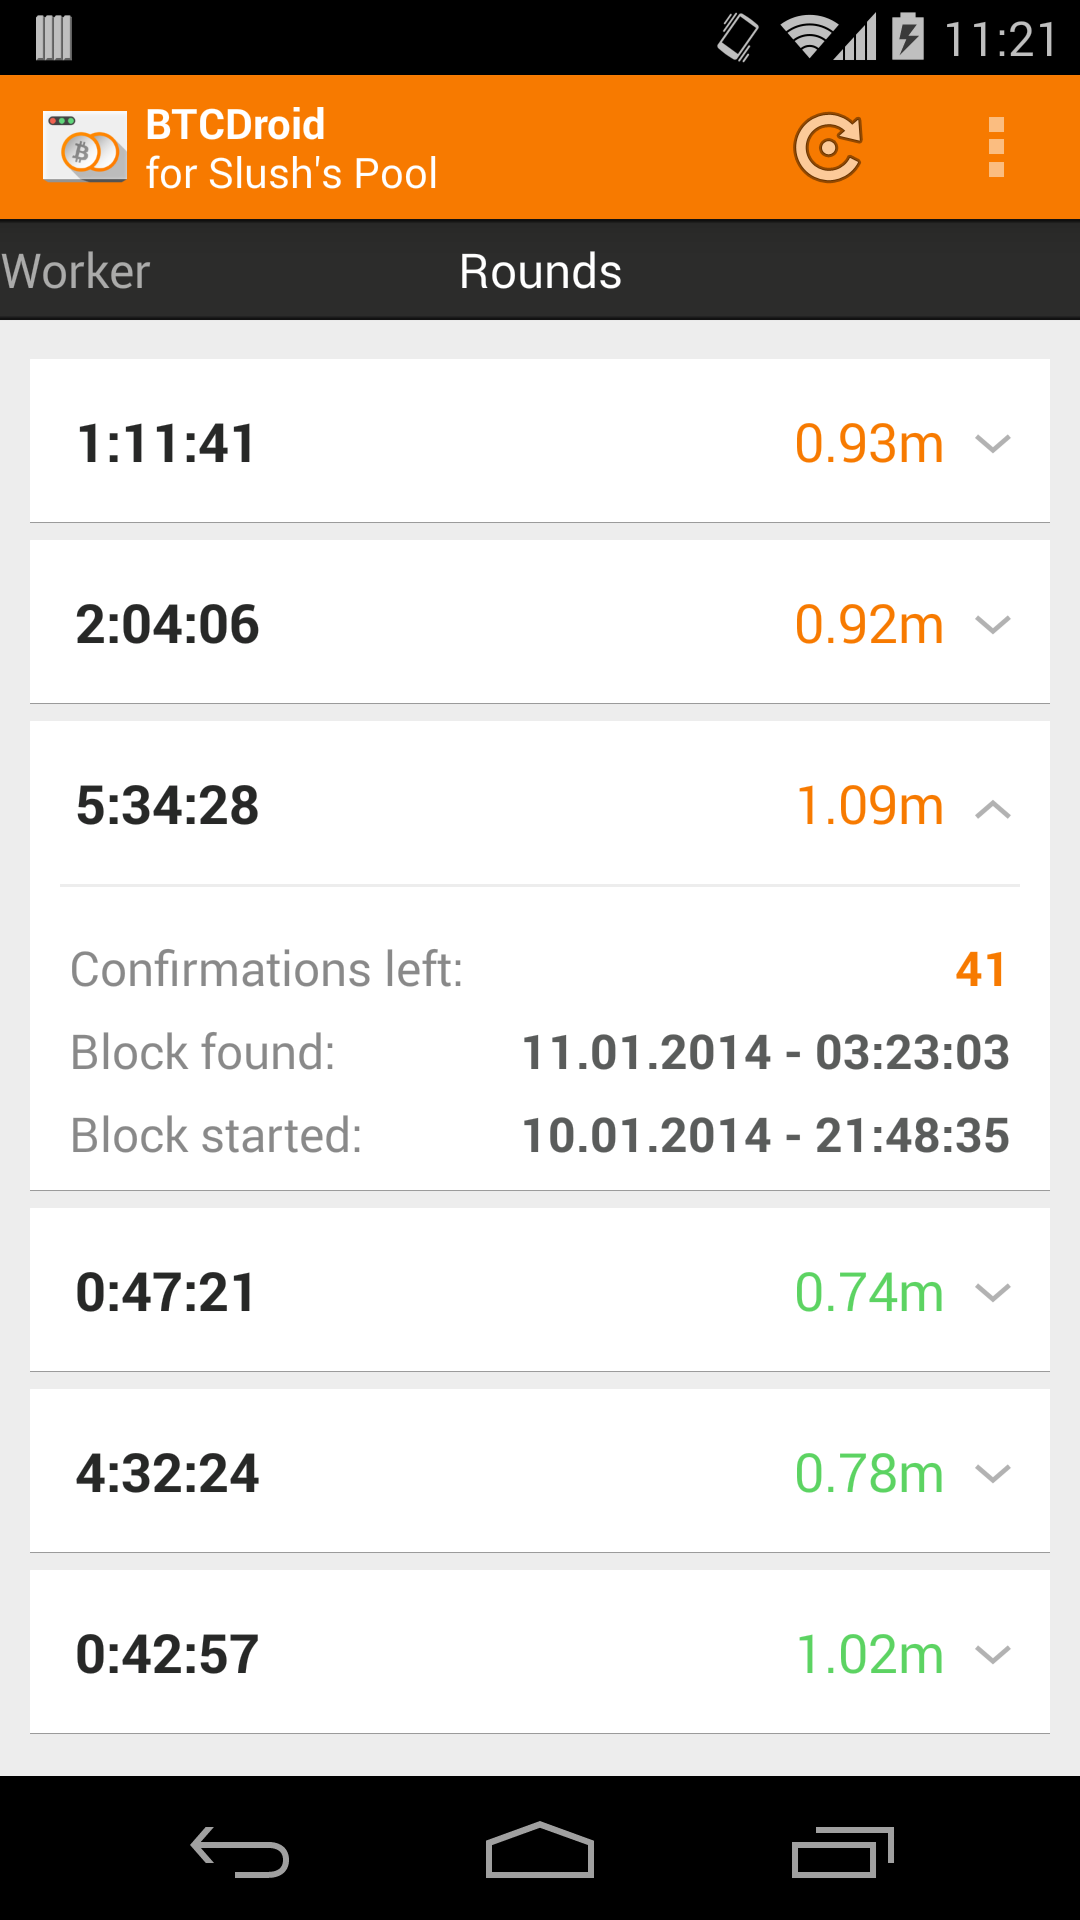 11:21
BTCDroid
for Slush's Pool
Worker Rounds
1:11:41 0.93m
2:04:06 0.92m
5:34:28 1.09m
Confirmations left: 41
Block found: 11.01.2014 - 03:23:03
Block started: 10.01.2014 - 21:48:35
0:47:21 0.74m
4:32:24 0.78m
0:42:57 1.02m